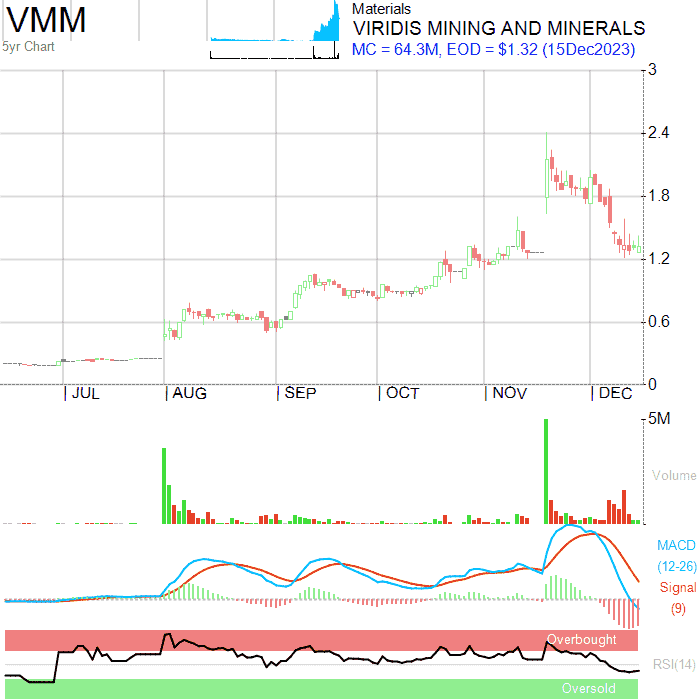 VMM
5yr Chart
Materials
VIRIDIS MINING AND MINERALS
MC = 64.3M, EOD = $1.32 (15Dec2023)
3
2.4
1.8
1.2
0.6
0
JUL AUG SEP OCT NOV DEC
5M
Volume
MACD
(12-26)
Signal
(9)
Overbought
RSI(14)
Oversold